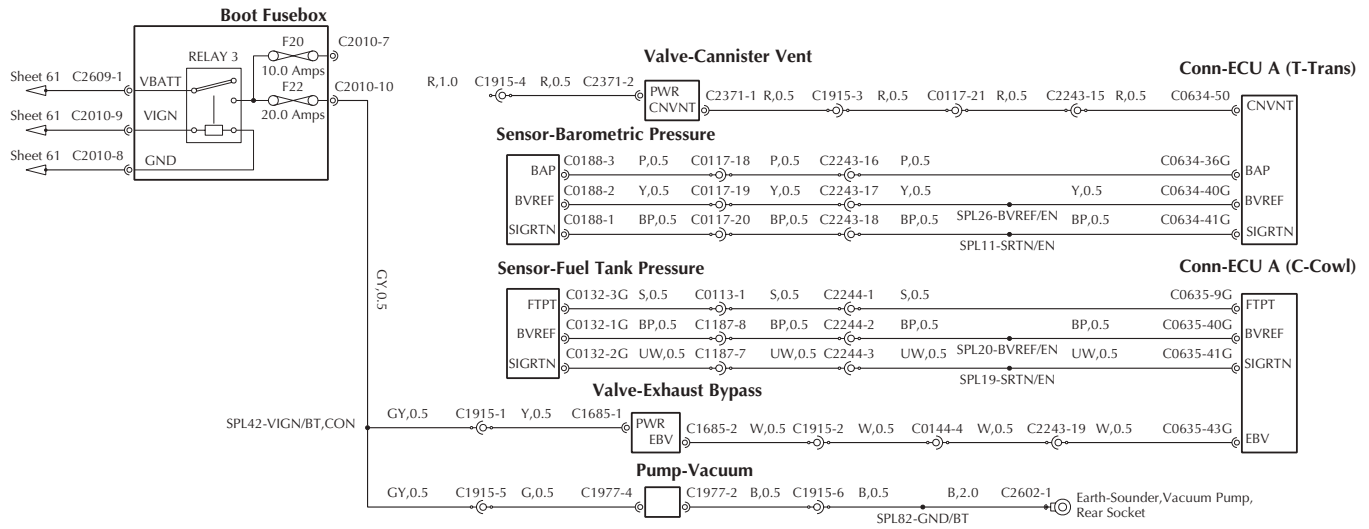 Boot Fusebox
F20 C2010-7
RELAY 3
10.0 Amps
Sheet 61 C2609-1 VBATT
F22 C2010-10
20.0 Amps
Sheet 61 C2010-9 VIGN
Sheet 61 C2010-8 GND
GY,0.5
Valve-Cannister Vent
Conn-ECU A (T-Trans)
R,1.0 C1915-4 R,0.5 C2371-2 PWR
CNVNT C2371-1 R,0.5 C1915-3 R,0.5 C0117-21 R,0.5 C2243-15 R,0.5 C0634-50 CNVNT
Sensor-Barometric Pressure
BAP C0188-3 P,0.5 C0117-18 P,0.5 C2243-16 P,0.5 C0634-36G BAP
BVREF C0188-2 Y,0.5 C0117-19 Y,0.5 C2243-17 Y,0.5 SPL26-BVREF/EN Y,0.5 C0634-40G BVREF
SIGRTN C0188-1 BP,0.5 C0117-20 BP,0.5 C2243-18 BP,0.5 SPL11-SRTN/EN BP,0.5 C0634-41G SIGRTN
Sensor-Fuel Tank Pressure
Conn-ECU A (C-Cowl)
FTPT C0132-3G S,0.5 C0113-1 S,0.5 C2244-1 S,0.5 C0635-9G FTPT
BVREF C0132-1G BP,0.5 C1187-8 BP,0.5 C2244-2 BP,0.5 SPL20-BVREF/EN BP,0.5 C0635-40G BVREF
SIGRTN C0132-2G UW,0.5 C1187-7 UW,0.5 C2244-3 UW,0.5 SPL19-SRTN/EN UW,0.5 C0635-41G SIGRTN
Valve-Exhaust Bypass
SPL42-VIGN/BT,CON GY,0.5 C1915-1 Y,0.5 C1685-1 PWR
EBV C1685-2 W,0.5 C1915-2 W,0.5 C0144-4 W,0.5 C2243-19 W,0.5 C0635-43G EBV
Pump-Vacuum
GY,0.5 C1915-5 G,0.5 C1977-4 C1977-2 B,0.5 C1915-6 B,0.5 SPL82-GND/BT B,2.0 C2602-1 Earth-Sounder,Vacuum Pump,
Rear Socket